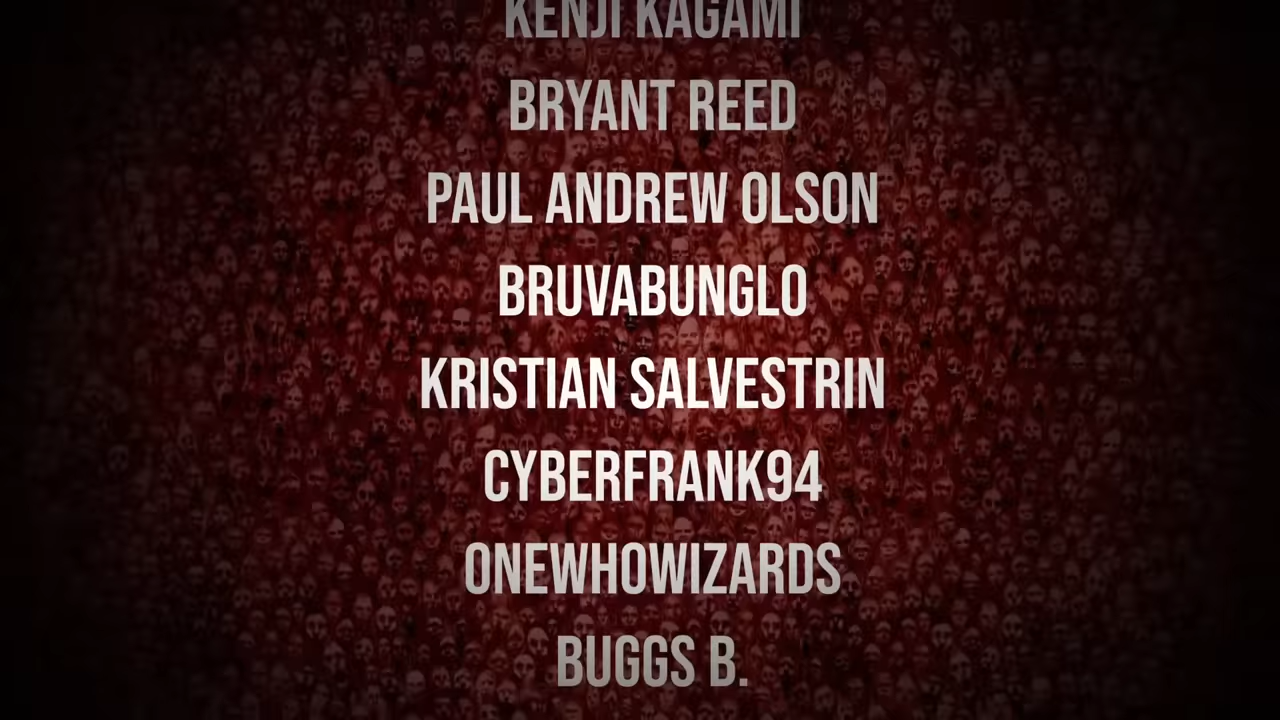 KENJI KAGAMI
BRYANT REED
PAUL ANDREW OLSON
BRUVABUNGLO
KRISTIAN SALVESTRIN
CYBERFRANK94
ONEWHOWIZARDS
BUGGS B.